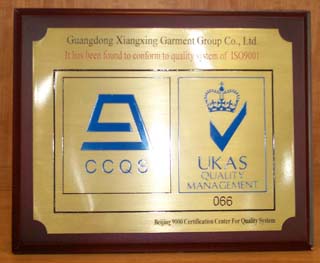 Guangdong Xiangxing Garment Group Co., Ltd
It has been found to conform to quality system of ISO9001
CCQS
UKAS
QUALITY
MANAGEMENT
066
Beijing 9000 Certification Center For Quality System